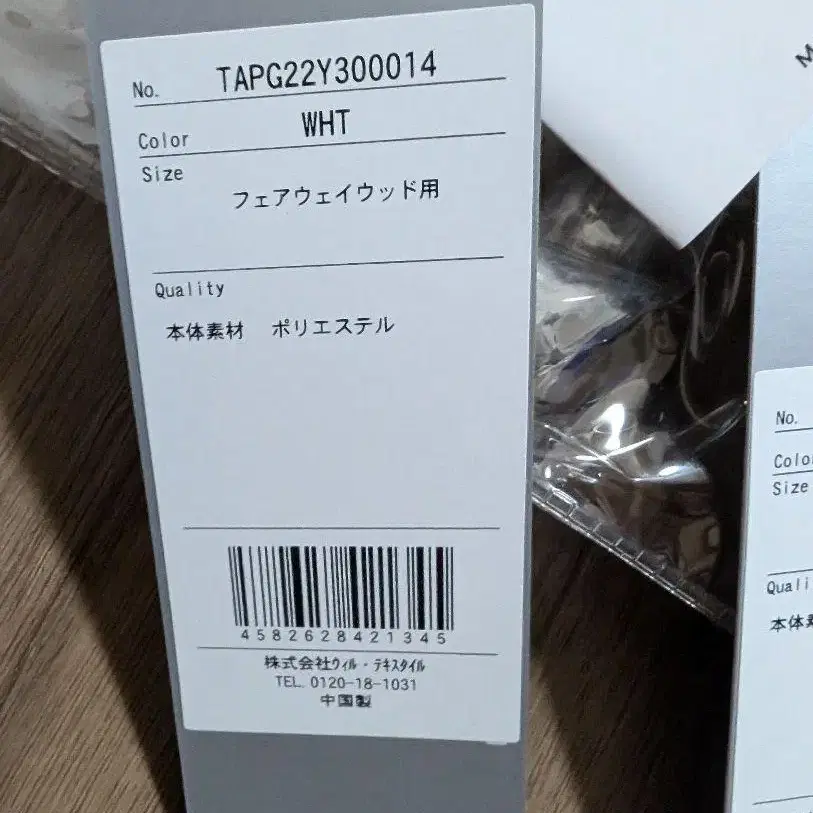 No. TAPG22Y300014
Color WHT
Size
フェアウェイウッド用
Quality
本体素材 ポリエステル
4582628421345
株式会社ウィル・テキスタイル
TEL. 0120-18-1031
中国製
No.
Size